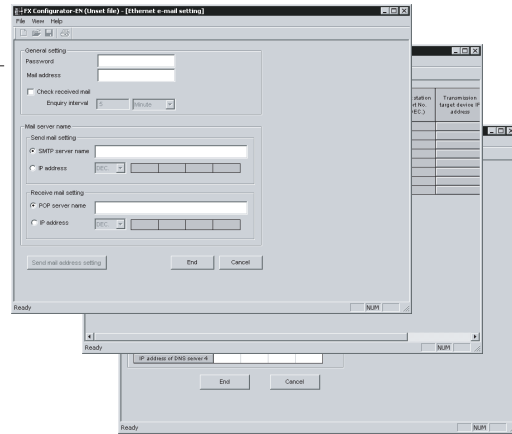 FX Configurator-EN (Unset file) - [Ethernet e-mail setting]
File View Help
General setting
Password
Mail address
Check received mail
Enquiry interval 5 Minute
Mail server name
Send mail setting
SMTP server name
IP address DEC.
Receive mail setting
POP server name
IP address DEC.
Send mail address setting End Cancel
Ready NUM
station Transmission
rt No. target device IP
DEC.) address
Ready NUM
IP address of DNS server 4
End Cancel
Ready NUM